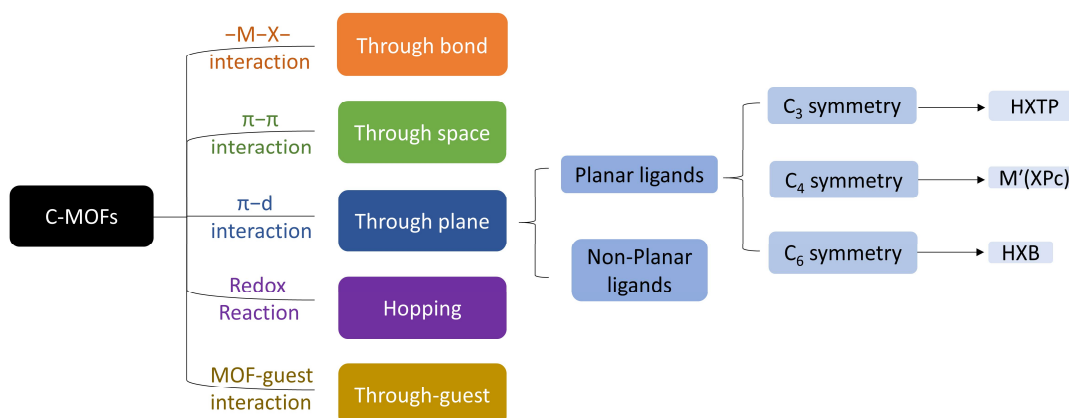 −M−X−
interaction
Through bond
π−π
interaction
Through space
C-MOFs
π−d
interaction
Through plane
Redox
Reaction
Hopping
MOF-guest
interaction
Through-guest
Planar ligands
Non-Planar
ligands
C₃ symmetry
HXTP
C₄ symmetry
M’(XPc)
C₆ symmetry
HXB